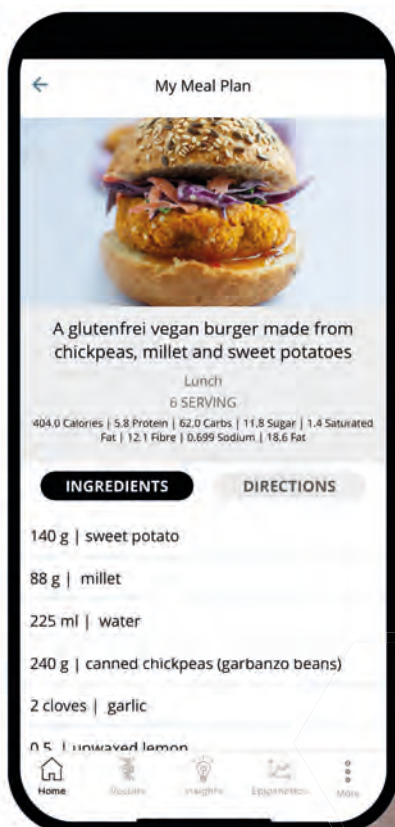 My Meal Plan
A glutenfrei vegan burger made from
chickpeas, millet and sweet potatoes
Lunch
6 SERVING
404.0 Calories | 5.8 Protein | 62.0 Carbs | 11.8 Sugar | 1.4 Saturated
Fat | 12.1 Fibre | 0.699 Sodium | 18.6 Fat
INGREDIENTS DIRECTIONS
140 g | sweet potato
88 g | millet
225 ml | water
240 g | canned chickpeas (garbanzo beans)
2 cloves | garlic
0.5 | unwaxed lemon
Home Results Insights Epigenetics More